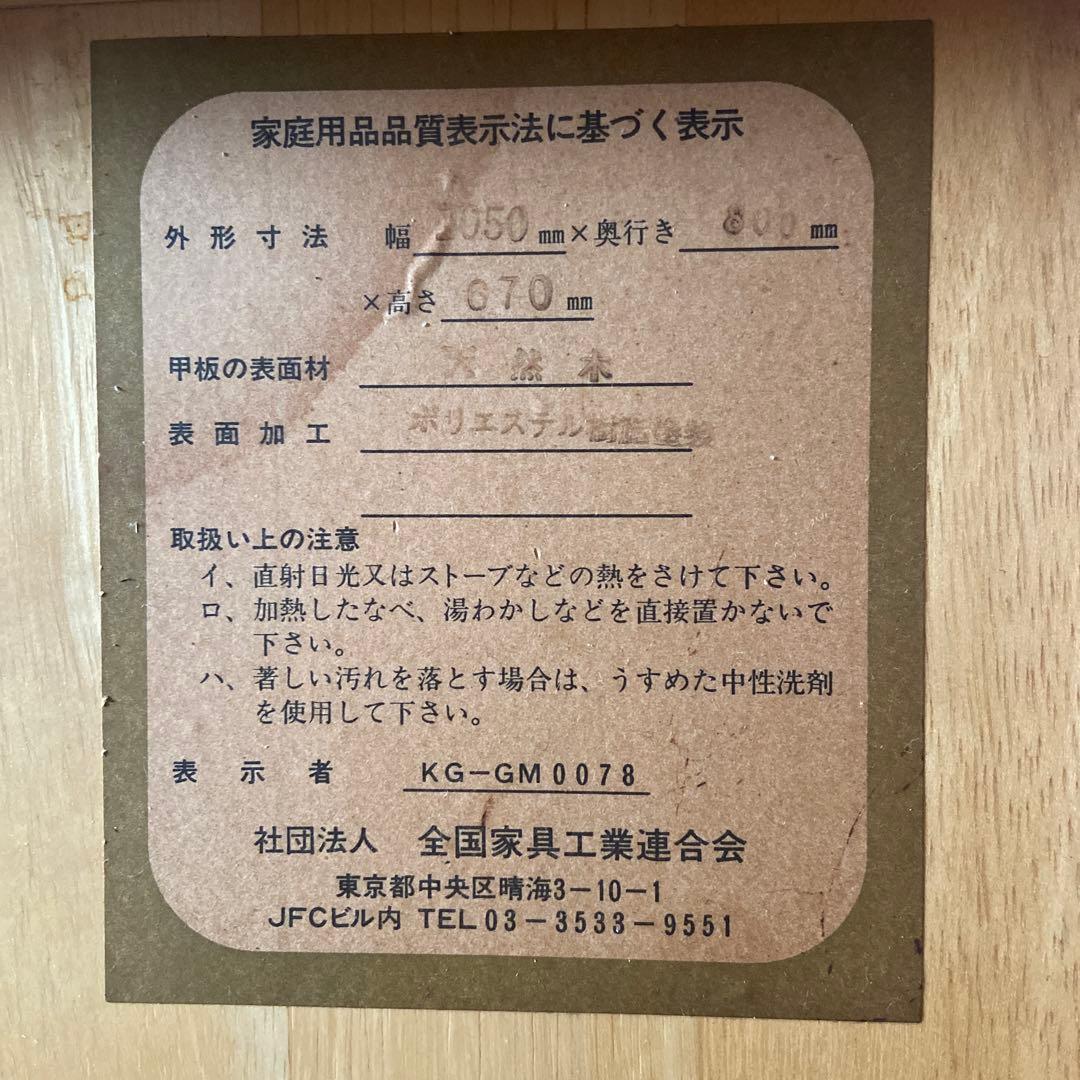 家庭用品品質表示法に基づく表示
外形寸法 幅 mm×奥行き mm
×高さ 670 mm
甲板の表面材 天然木
表面加工 ポリエステル
取扱い上の注意
イ、直射日光又はストーブなどの熱をさけて下さい。
ロ、加熱したなべ、湯わかしなどを直接置かないで
下さい。
ハ、著しい汚れを落とす場合は、うすめた中性洗剤
を使用して下さい。
表示者 KG-GM0078
社団法人 全国家具工業連合会
東京都中央区晴海3-10-1
JFCビル内 TEL03-3533-9551